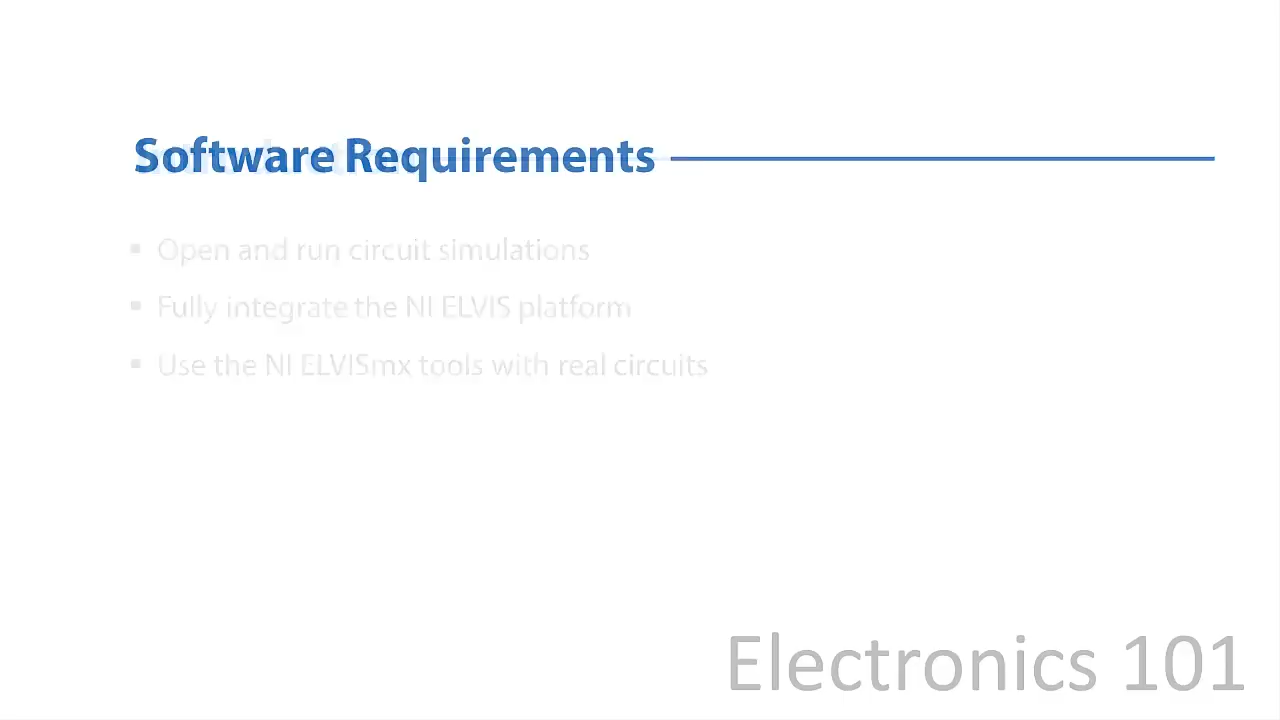 Software Requirements
▪ Open and run circuit simulations
▪ Fully integrate the NI ELVIS platform
▪ Use the NI ELVISmx tools with real circuits
Electronics 101